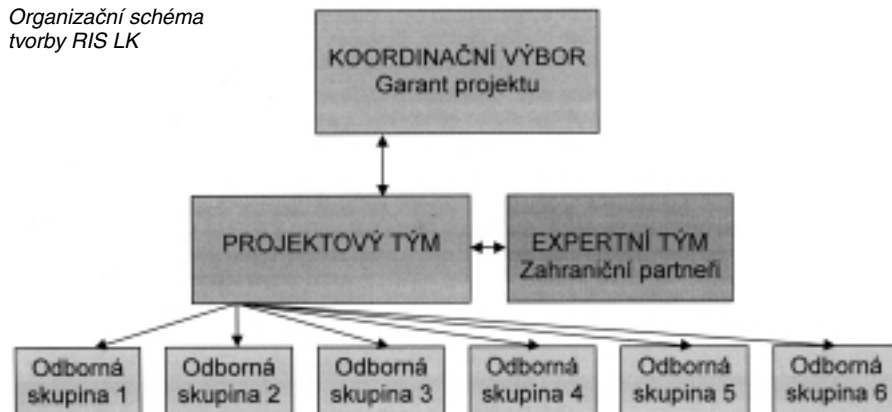 Organizační schéma
tvorby RIS LK
KOORDINAČNÍ VÝBOR
Garant projektu
PROJEKTOVÝ TÝM
EXPERTNÍ TÝM
Zahraniční partneři
Odborná
skupina 1
Odborná
skupina 2
Odborná
skupina 3
Odborná
skupina 4
Odborná
skupina 5
Odborná
skupina 6